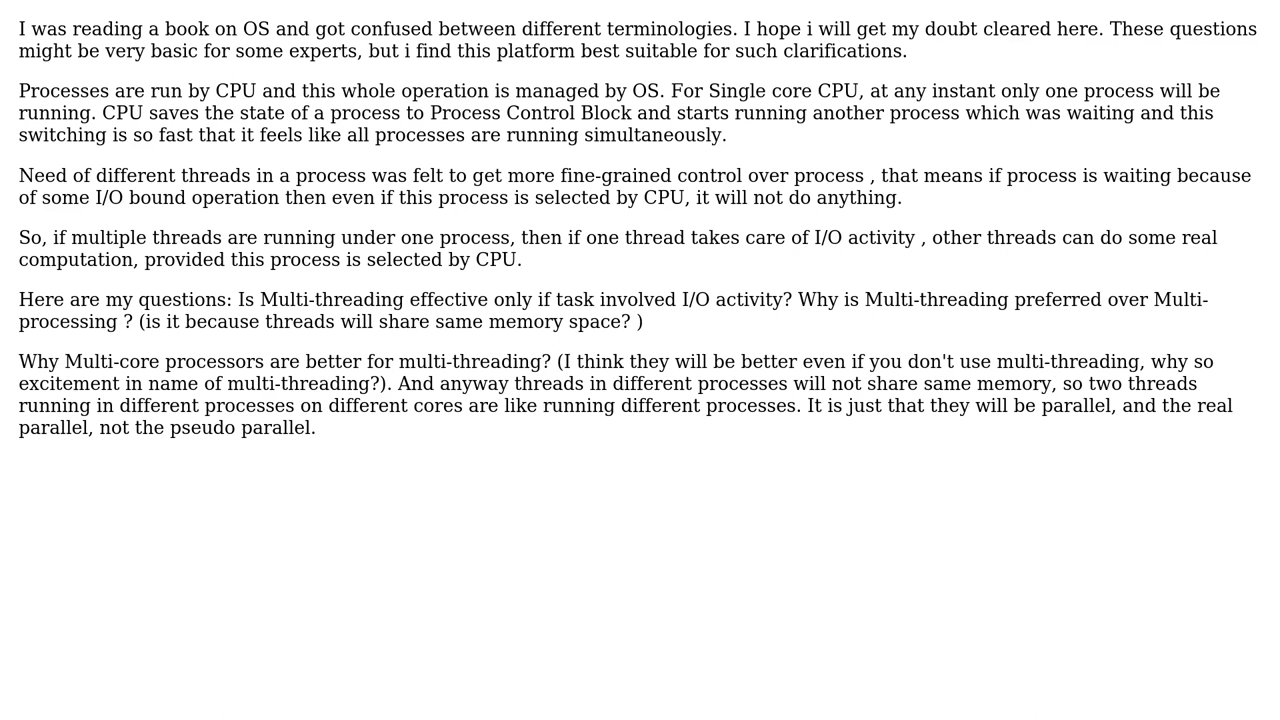 I was reading a book on OS and got confused between different terminologies. I hope i will get my doubt cleared here. These questions
might be very basic for some experts, but i find this platform best suitable for such clarifications.
Processes are run by CPU and this whole operation is managed by OS. For Single core CPU, at any instant only one process will be
running. CPU saves the state of a process to Process Control Block and starts running another process which was waiting and this
switching is so fast that it feels like all processes are running simultaneously.
Need of different threads in a process was felt to get more fine-grained control over process , that means if process is waiting because
of some I/O bound operation then even if this process is selected by CPU, it will not do anything.
So, if multiple threads are running under one process, then if one thread takes care of I/O activity , other threads can do some real
computation, provided this process is selected by CPU.
Here are my questions: Is Multi-threading effective only if task involved I/O activity? Why is Multi-threading preferred over Multi-
processing ? (is it because threads will share same memory space? )
Why Multi-core processors are better for multi-threading? (I think they will be better even if you don't use multi-threading, why so
excitement in name of multi-threading?). And anyway threads in different processes will not share same memory, so two threads
running in different processes on different cores are like running different processes. It is just that they will be parallel, and the real
parallel, not the pseudo parallel.